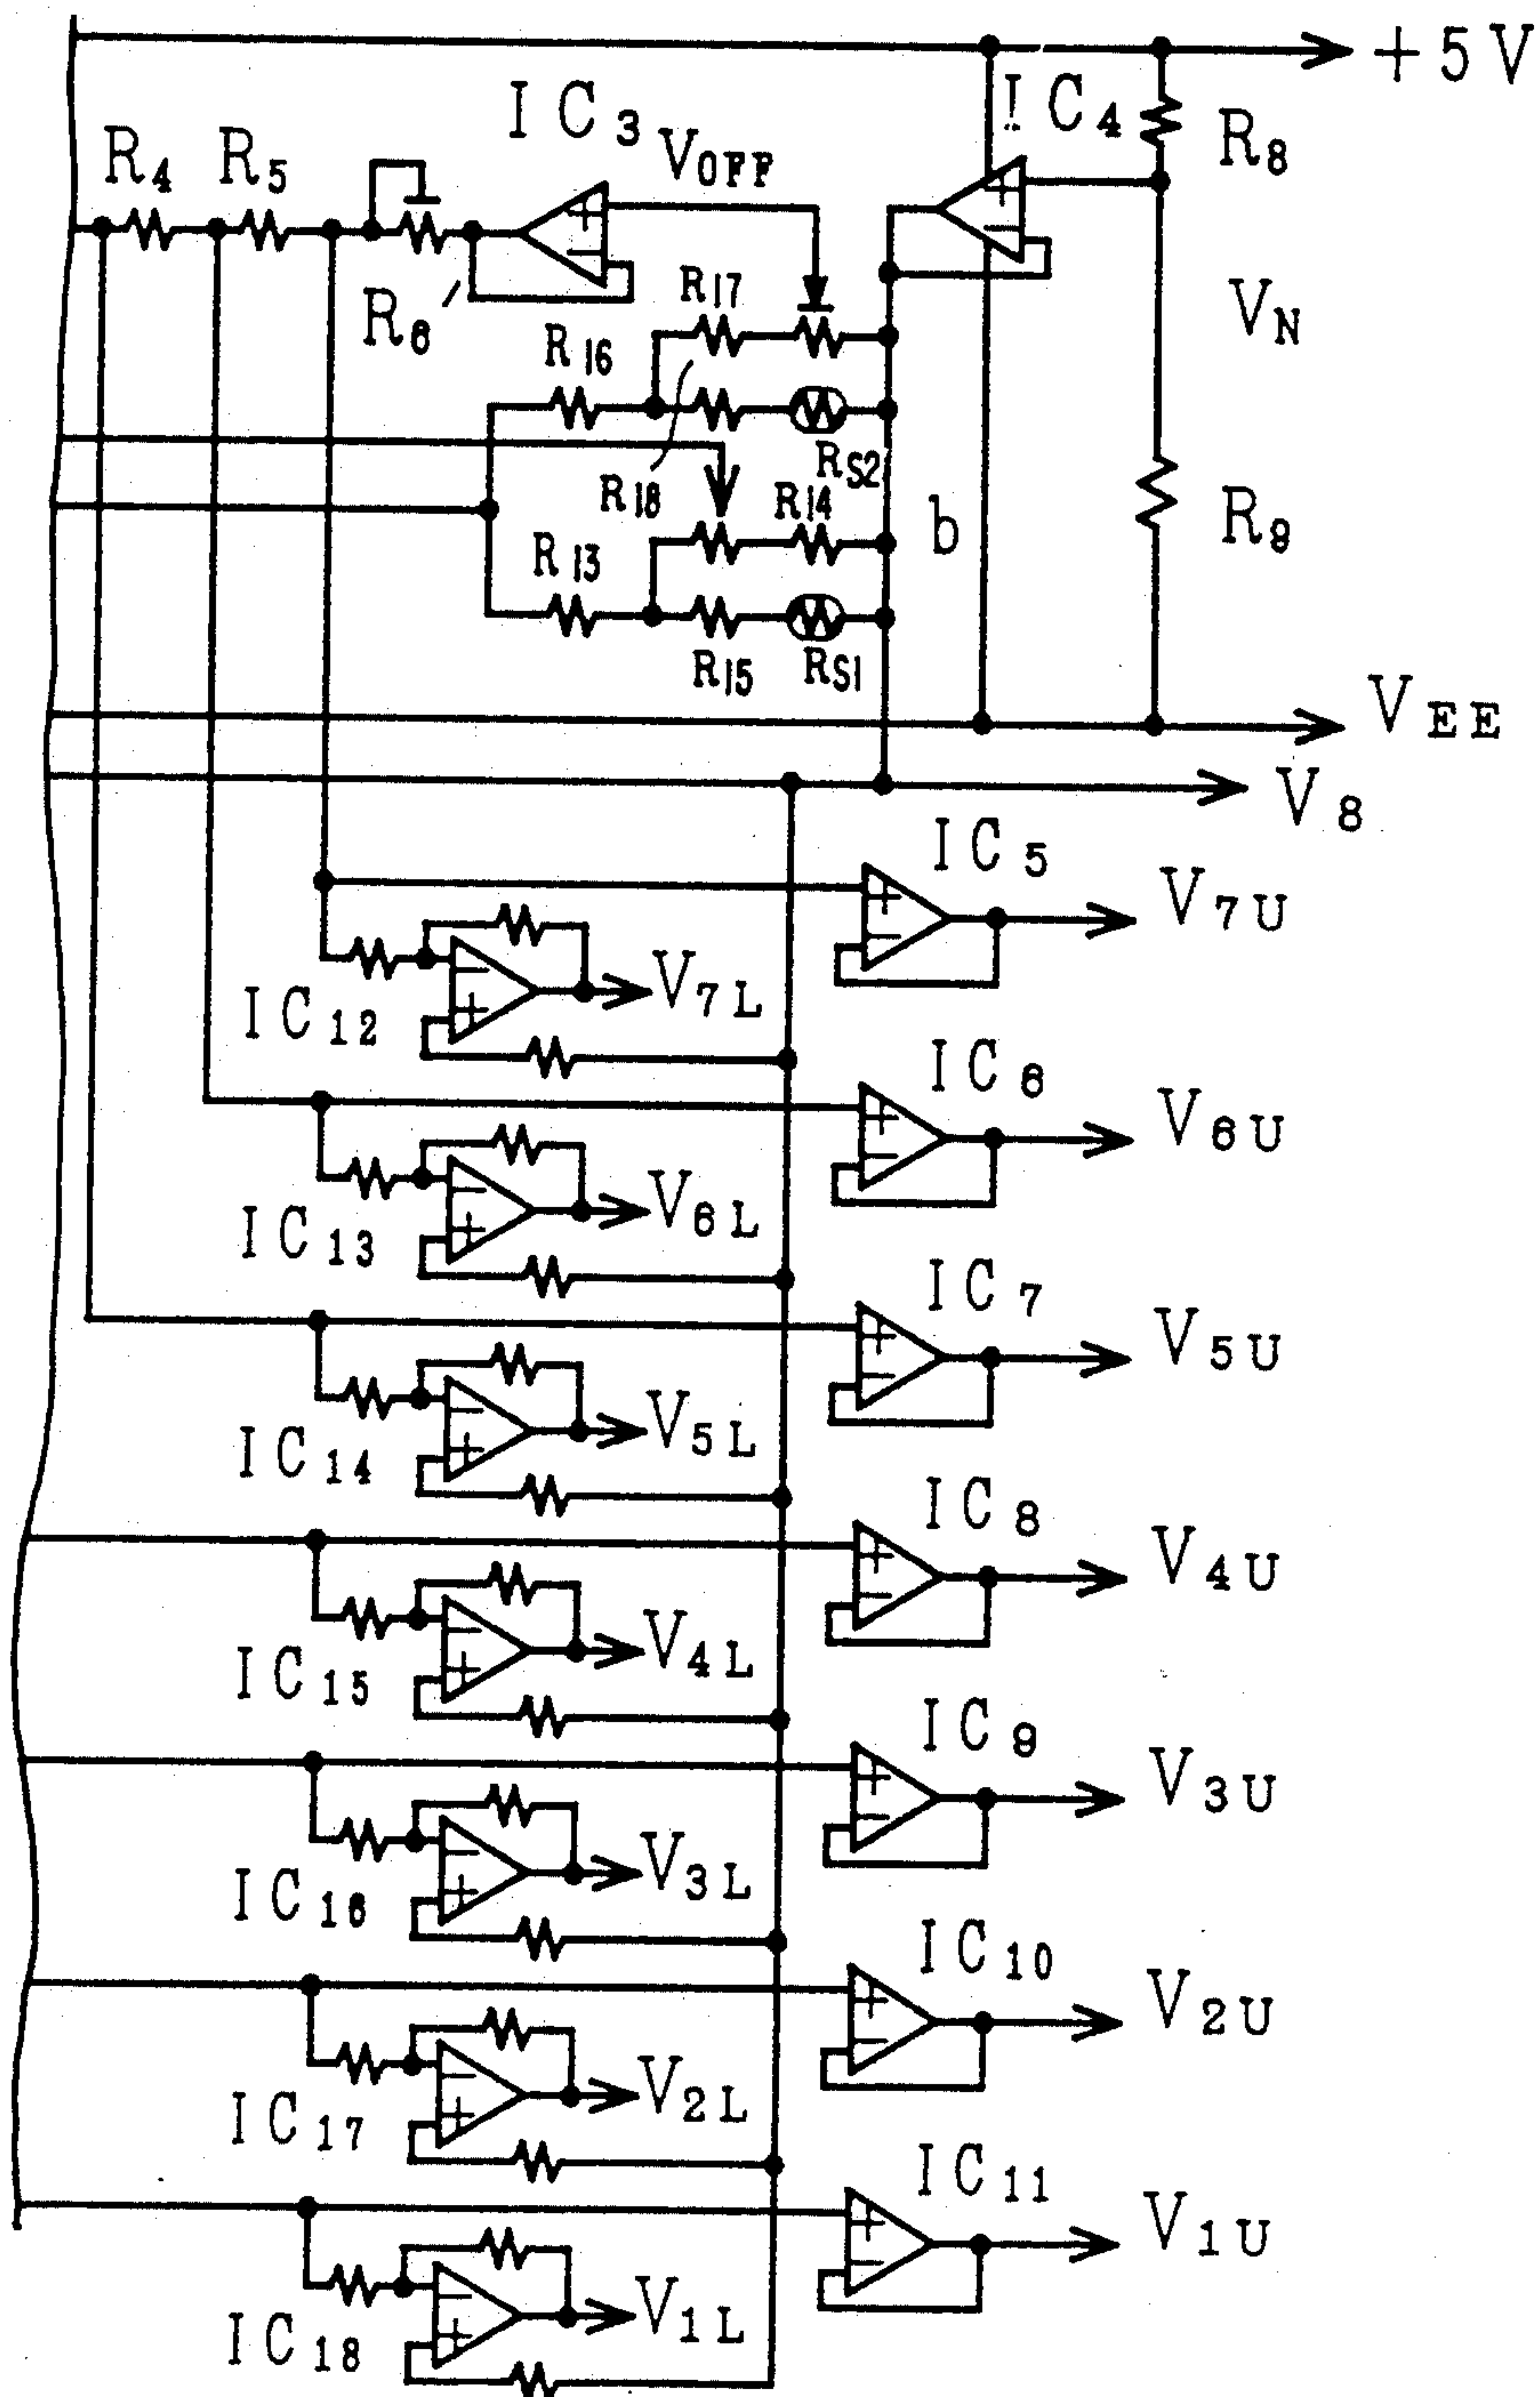 +5V
IC3
IC4
R8
R4
R5
VOFF
R6
R17
VN
R16
RS2
R18
R14
b
R9
R13
R15
RS1
VEE
V8
IC5
V7U
V7L
IC12
IC6
V6U
V6L
IC13
IC7
V5U
V5L
IC14
IC8
V4U
V4L
IC15
IC9
V3U
V3L
IC16
IC10
V2U
V2L
IC17
IC11
V1U
V1L
IC18